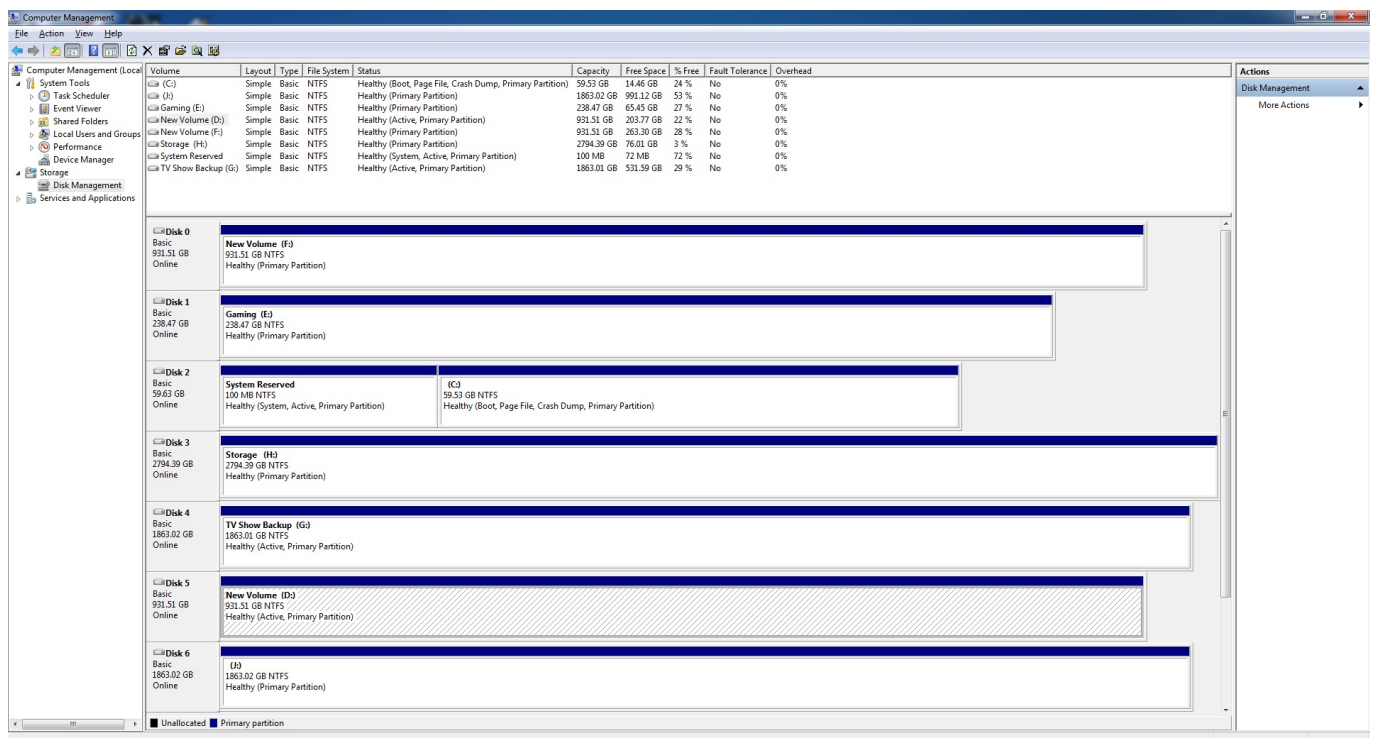 Computer Management
File Action View Help
Computer Management (Local
System Tools
Task Scheduler
Event Viewer
Shared Folders
Local Users and Groups
Performance
Device Manager
Storage
Disk Management
Services and Applications
Volume Layout Type File System Status Capacity Free Space % Free Fault Tolerance Overhead
(C:) Simple Basic NTFS Healthy (Boot, Page File, Crash Dump, Primary Partition) 59.53 GB 14.46 GB 24 % No 0%
(J:) Simple Basic NTFS Healthy (Primary Partition) 1863.02 GB 991.12 GB 53 % No 0%
Gaming (E:) Simple Basic NTFS Healthy (Primary Partition) 238.47 GB 65.45 GB 27 % No 0%
New Volume (D:) Simple Basic NTFS Healthy (Active, Primary Partition) 931.51 GB 203.77 GB 22 % No 0%
New Volume (F:) Simple Basic NTFS Healthy (Primary Partition) 931.51 GB 263.30 GB 28 % No 0%
Storage (H:) Simple Basic NTFS Healthy (Primary Partition) 2794.39 GB 76.01 GB 3 % No 0%
System Reserved Simple Basic NTFS Healthy (System, Active, Primary Partition) 100 MB 72 MB 72 % No 0%
TV Show Backup (G:) Simple Basic NTFS Healthy (Active, Primary Partition) 1863.01 GB 531.59 GB 29 % No 0%
Disk 0
Basic
931.51 GB
Online
New Volume (F:)
931.51 GB NTFS
Healthy (Primary Partition)
Disk 1
Basic
238.47 GB
Online
Gaming (E:)
238.47 GB NTFS
Healthy (Primary Partition)
Disk 2
Basic
59.63 GB
Online
System Reserved
100 MB NTFS
Healthy (System, Active, Primary Partition)
(C:)
59.53 GB NTFS
Healthy (Boot, Page File, Crash Dump, Primary Partition)
Disk 3
Basic
2794.39 GB
Online
Storage (H:)
2794.39 GB NTFS
Healthy (Primary Partition)
Disk 4
Basic
1863.02 GB
Online
TV Show Backup (G:)
1863.01 GB NTFS
Healthy (Active, Primary Partition)
Disk 5
Basic
931.51 GB
Online
New Volume (D:)
931.51 GB NTFS
Healthy (Active, Primary Partition)
Disk 6
Basic
1863.02 GB
Online
(J:)
1863.02 GB NTFS
Healthy (Primary Partition)
Unallocated Primary partition
Actions
Disk Management
More Actions